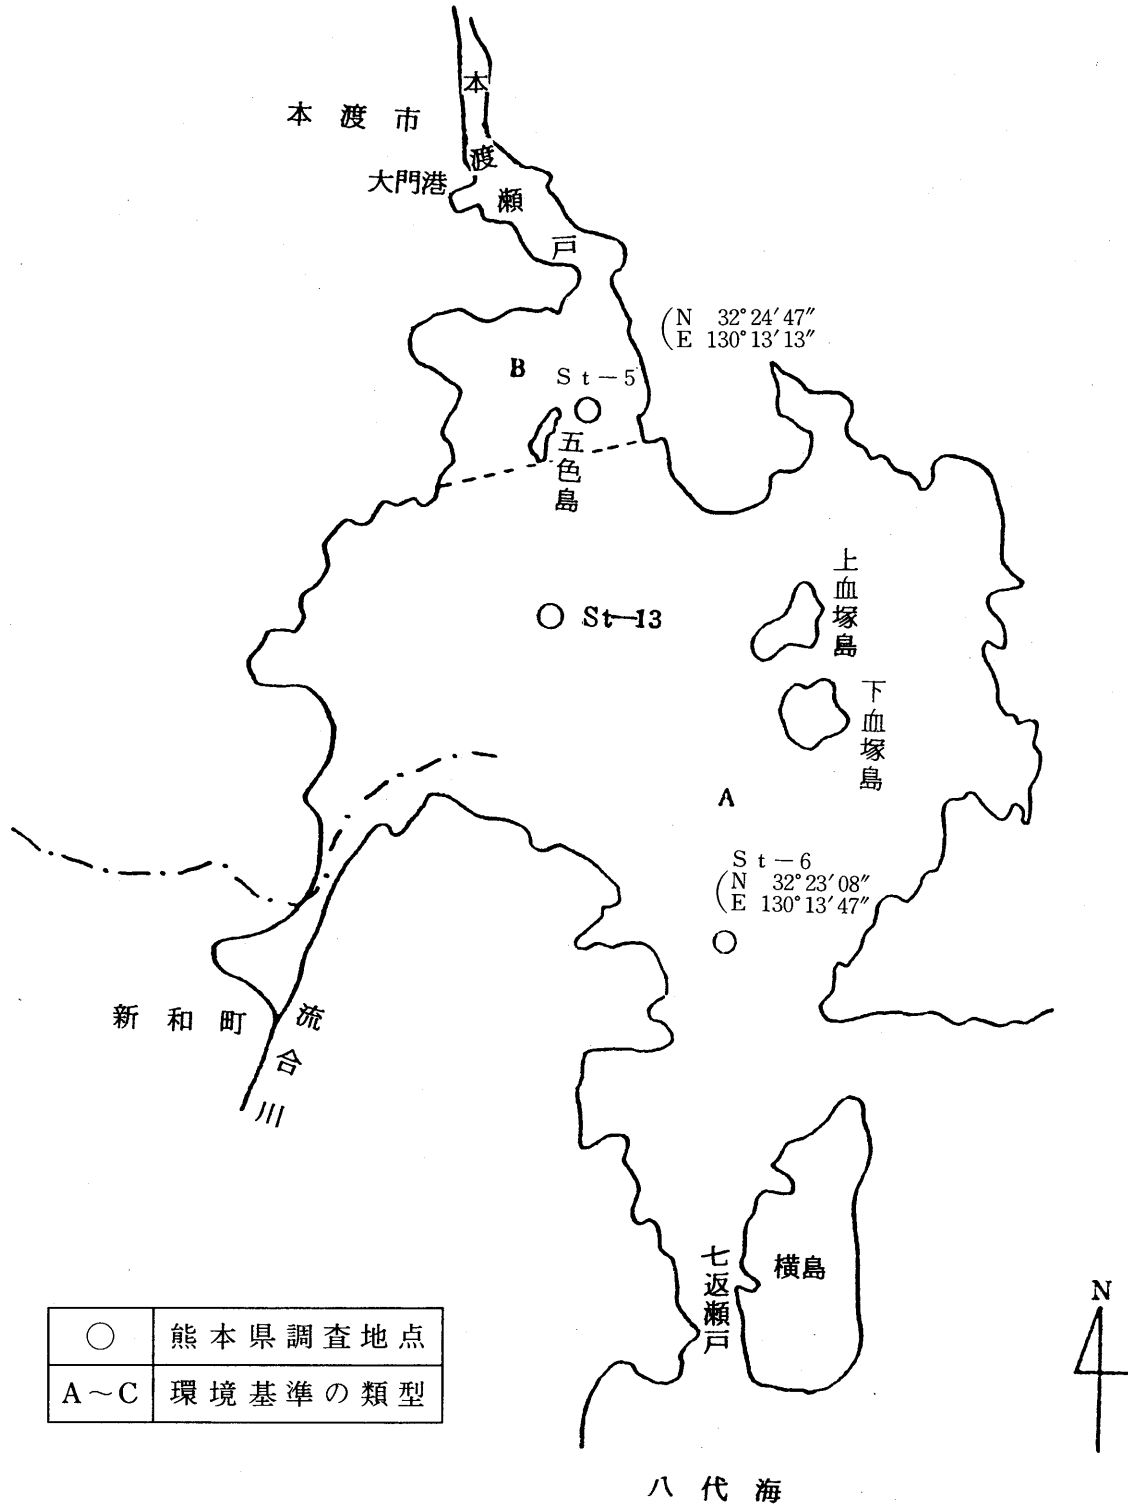 本渡瀬戸
本渡市
大門港
(N 32°24′47″
E 130°13′13″
B
St-5
五色島
上血塚島
St-13
下血塚島
A
St-6
(N 32°23′08″
E 130°13′47″
新和町
流合川
七返瀬戸
横島
N
○ 熊本県調査地点
A～C 環境基準の類型
八代海